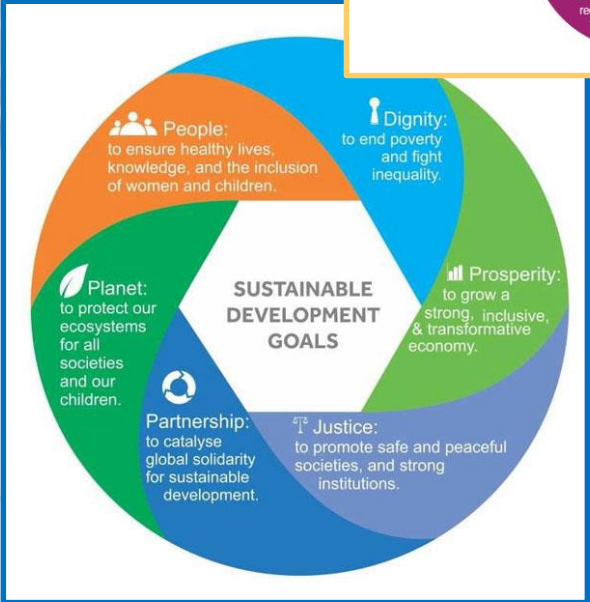 re
People:
to ensure healthy lives,
knowledge, and the inclusion
of women and children.
Dignity:
to end poverty
and fight
inequality.
Prosperity:
to grow a
strong, inclusive,
& transformative
economy.
Justice:
to promote safe and peaceful
societies, and strong
institutions.
Partnership:
to catalyse
global solidarity
for sustainable
development.
Planet:
to protect our
ecosystems
for all
societies
and our
children.
SUSTAINABLE
DEVELOPMENT
GOALS